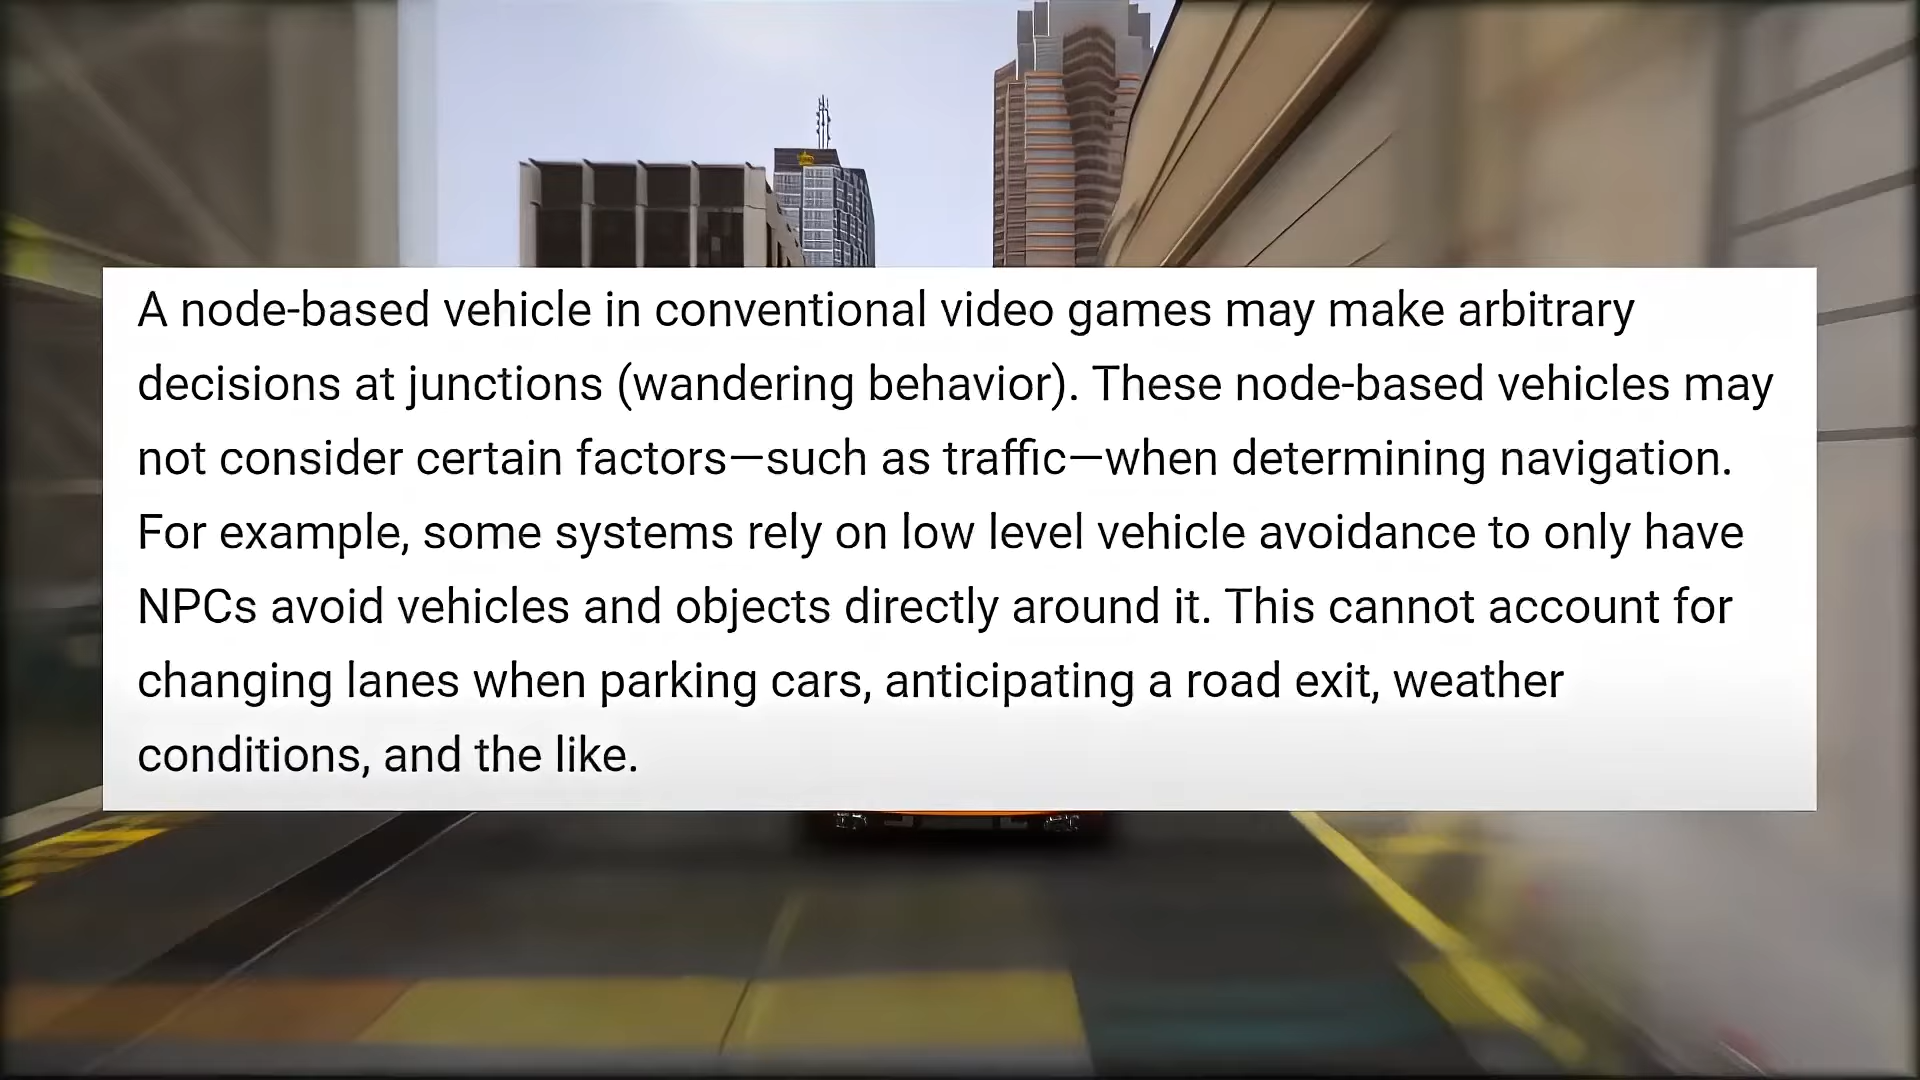 A node-based vehicle in conventional video games may make arbitrary
decisions at junctions (wandering behavior). These node-based vehicles may
not consider certain factors—such as traffic—when determining navigation.
For example, some systems rely on low level vehicle avoidance to only have
NPCs avoid vehicles and objects directly around it. This cannot account for
changing lanes when parking cars, anticipating a road exit, weather
conditions, and the like.